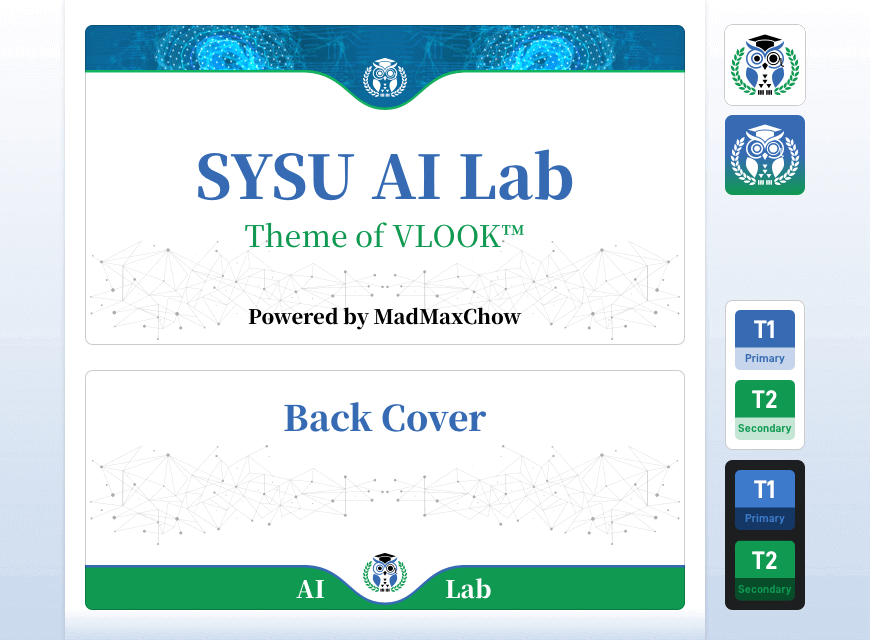 SYSU AI Lab
Theme of VLOOK™
Powered by MadMaxChow
Back Cover
AI Lab
T1
Primary
T2
Secondary
T1
Primary
T2
Secondary